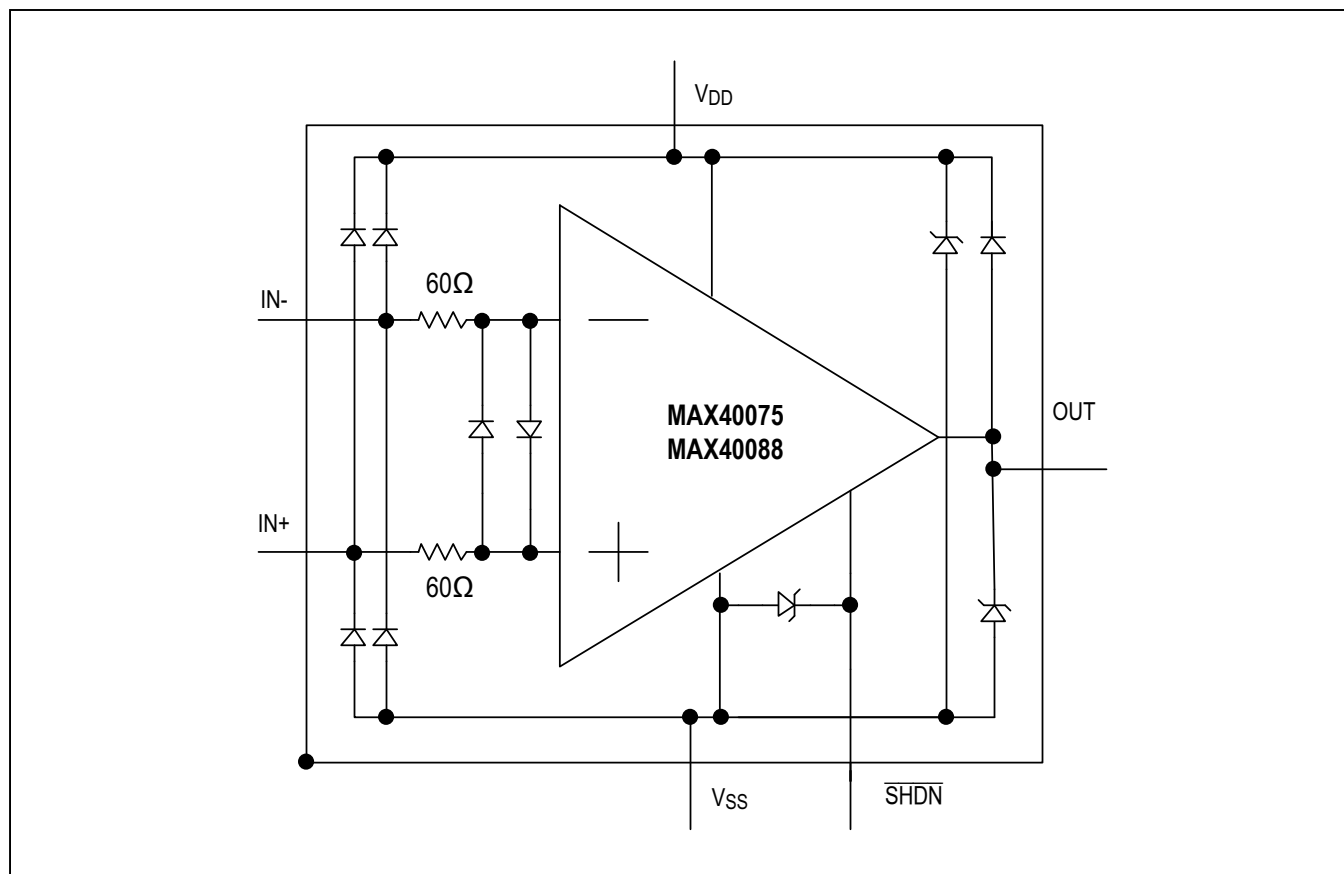 VDD
60Ω
IN-
MAX40075
MAX40088
OUT
IN+
60Ω
VSS
SHDN